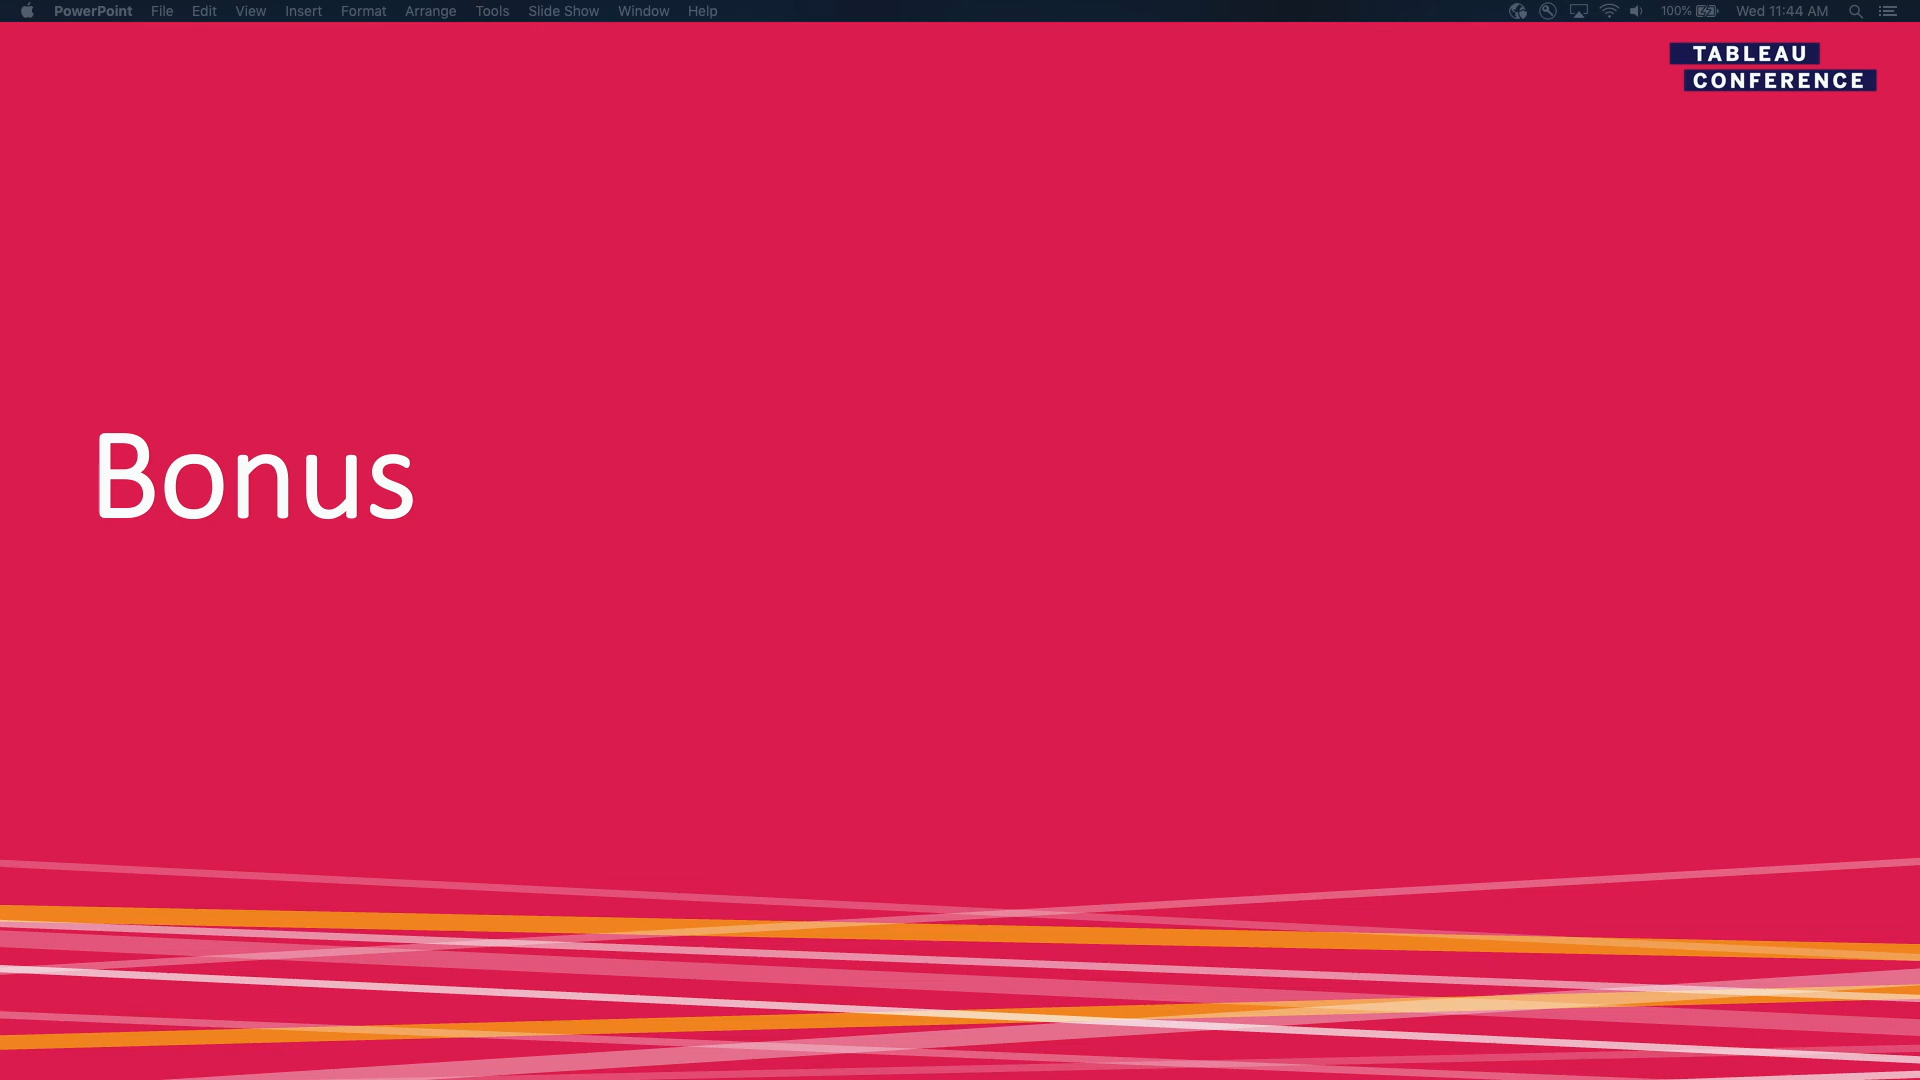 PowerPoint File Edit View Insert Format Arrange Tools Slide Show Window Help 100% Wed 11:44 AM
TABLEAU
CONFERENCE
Bonus